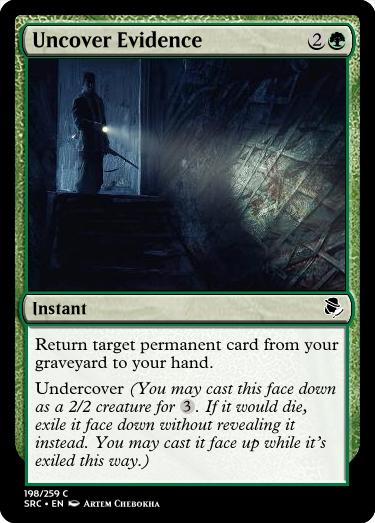 Uncover Evidence 2
Instant
Return target permanent card from your
graveyard to your hand.
Undercover (You may cast this face down
as a 2/2 creature for 3. If it would die,
exile it face down without revealing it
instead. You may cast it face up while it's
exiled this way.)
198/259 C
SRC • EN Artem Chebokha